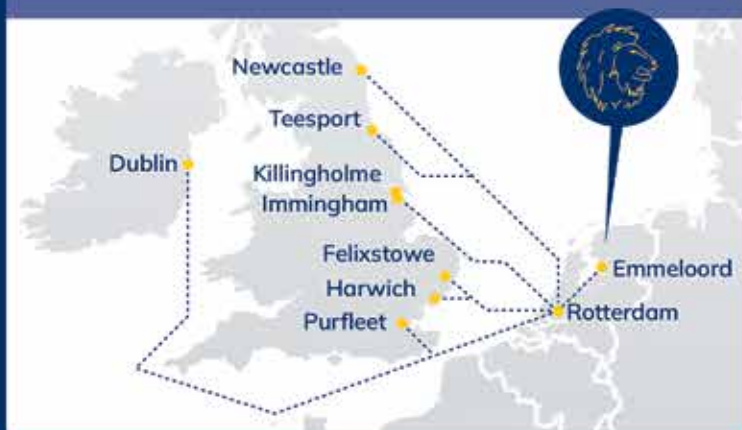 Newcastle
Teesport
Dublin
Killingholme
Immingham
Felixstowe
Harwich
Purfleet
Emmeloord
Rotterdam